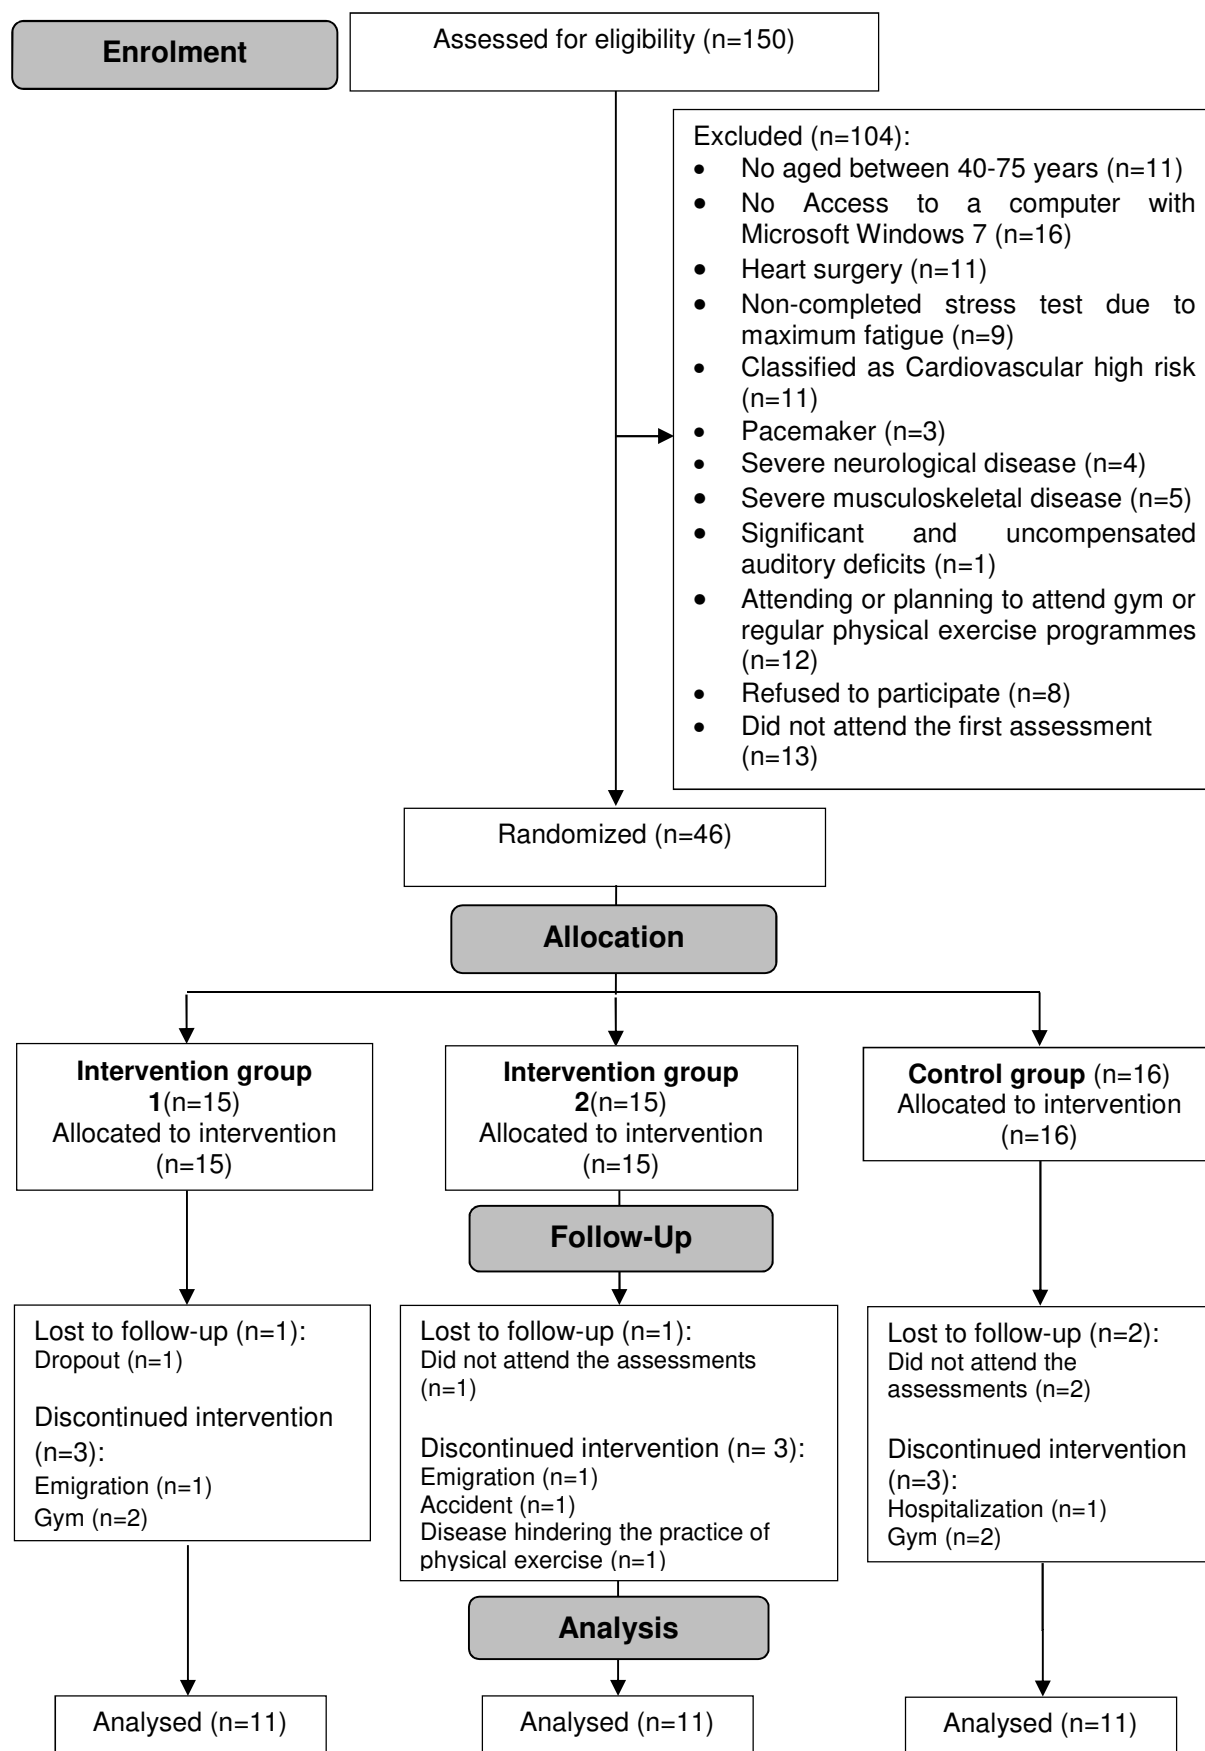 Enrolment
Assessed for eligibility (n=150)
Excluded (n=104):
• No aged between 40-75 years (n=11)
• No Access to a computer with
Microsoft Windows 7 (n=16)
• Heart surgery (n=11)
• Non-completed stress test due to
maximum fatigue (n=9)
• Classified as Cardiovascular high risk
(n=11)
• Pacemaker (n=3)
• Severe neurological disease (n=4)
• Severe musculoskeletal disease (n=5)
• Significant and uncompensated
auditory deficits (n=1)
• Attending or planning to attend gym or
regular physical exercise programmes
(n=12)
• Refused to participate (n=8)
• Did not attend the first assessment
(n=13)
Randomized (n=46)
Allocation
Intervention group
1(n=15)
Allocated to intervention
(n=15)
Intervention group
2(n=15)
Allocated to intervention
(n=15)
Control group (n=16)
Allocated to intervention
(n=16)
Follow-Up
Lost to follow-up (n=1):
Dropout (n=1)
Discontinued intervention
(n=3):
Emigration (n=1)
Gym (n=2)
Lost to follow-up (n=1):
Did not attend the assessments
(n=1)
Discontinued intervention (n= 3):
Emigration (n=1)
Accident (n=1)
Disease hindering the practice of
physical exercise (n=1)
Lost to follow-up (n=2):
Did not attend the
assessments (n=2)
Discontinued intervention
(n=3):
Hospitalization (n=1)
Gym (n=2)
Analysis
Analysed (n=11)
Analysed (n=11)
Analysed (n=11)